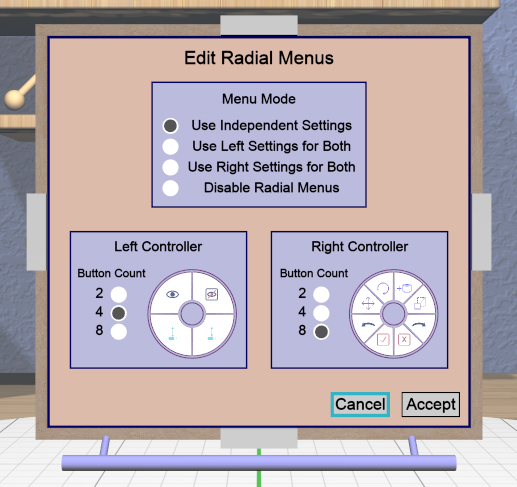 Edit Radial Menus
Menu Mode
Use Independent Settings
Use Left Settings for Both
Use Right Settings for Both
Disable Radial Menus
Left Controller
Button Count
2
4
8
Right Controller
Button Count
2
4
8
Cancel
Accept